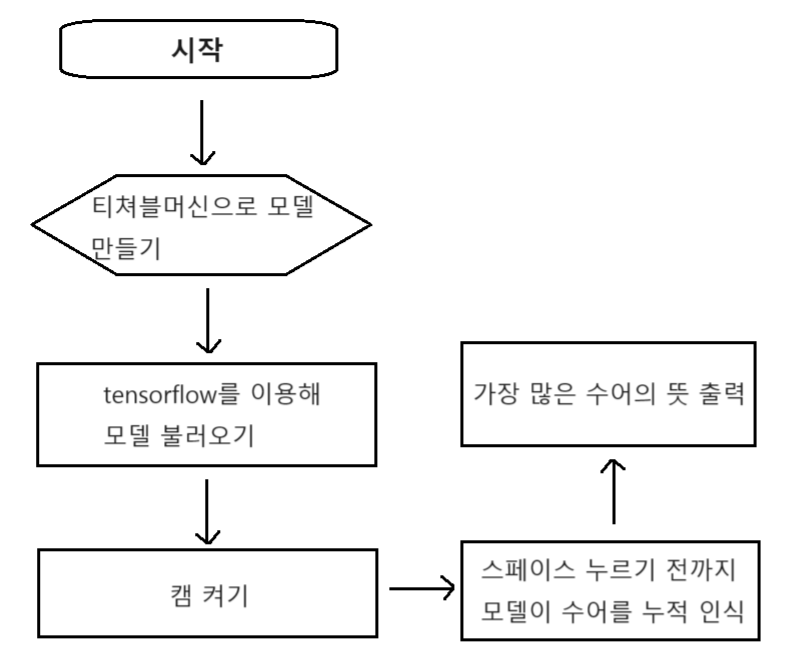 시작
티쳐블머신으로 모델
만들기
tensorflow를 이용해
모델 불러오기
캠 켜기
스페이스 누르기 전까지
모델이 수어를 누적 인식
가장 많은 수어의 뜻 출력